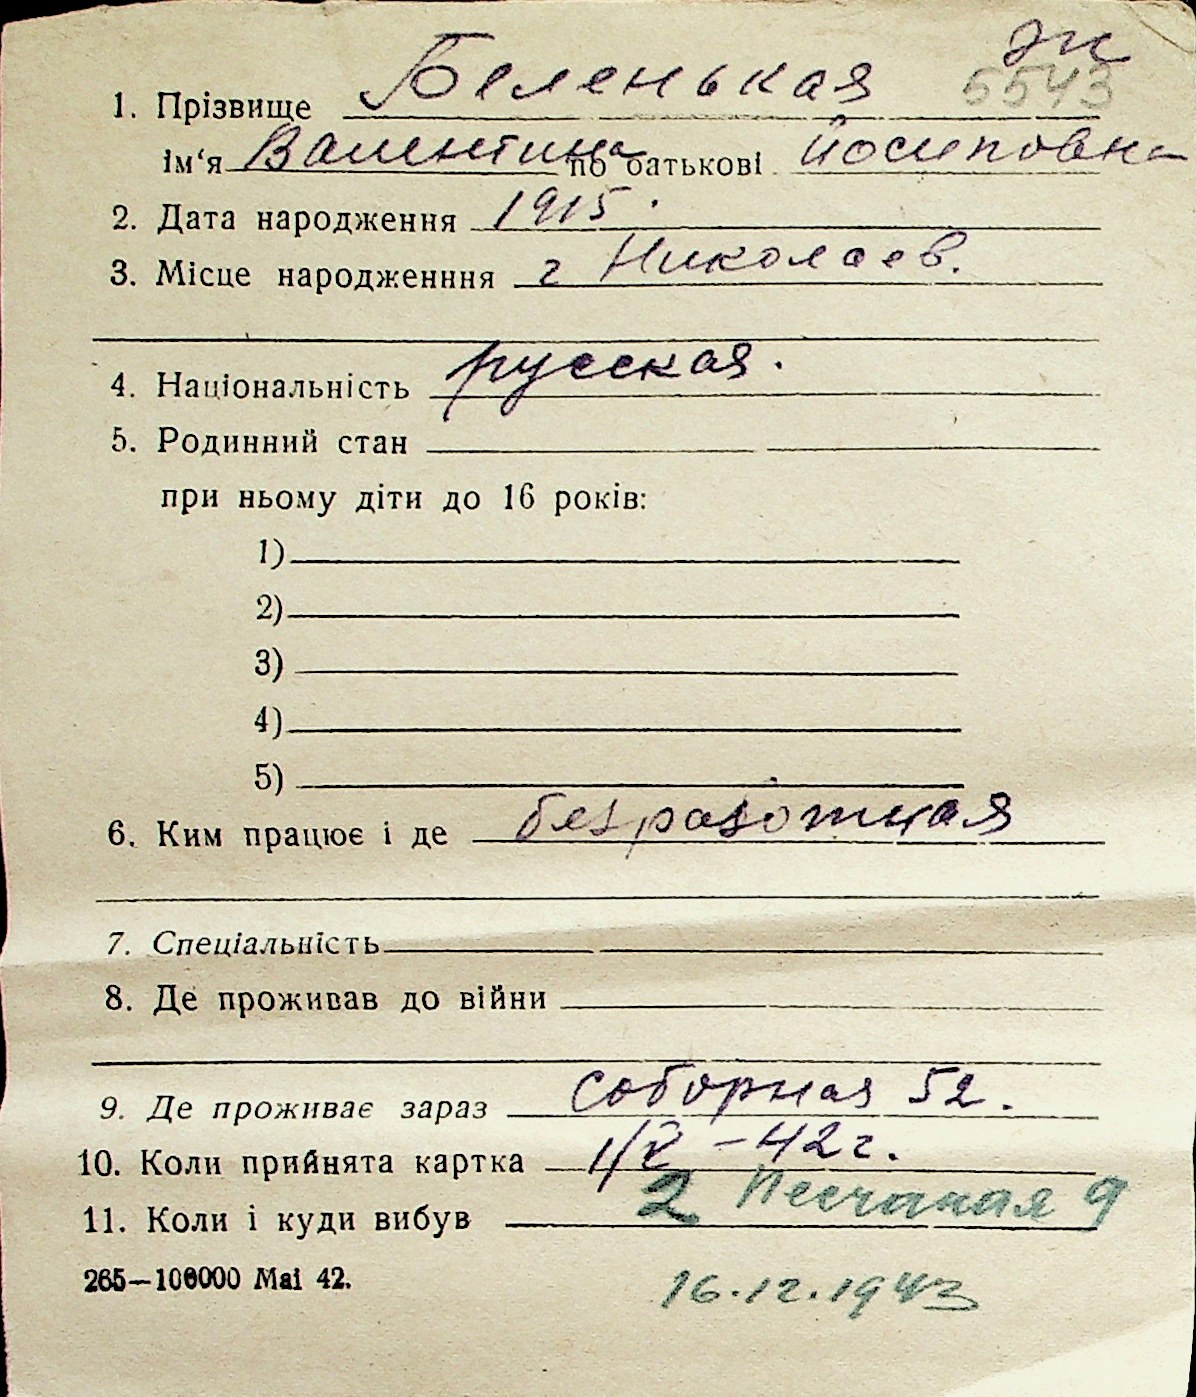 эк
5543
1. Прізвище Беленькая
ім‘я Валентина по батькові Йосиповна
2. Дата народження 1915.
3. Місце народженння г Николаев.
4. Національність русская.
5. Родинний стан
при ньому діти до 16 років:
1)
2)
3)
4)
5)
6. Ким працює і де безработная
7. Спеціальність
8. Де проживав до війни
9. Де проживає зараз Соборная 52.
10. Коли прийнята картка 1/V – 42 г.
11. Коли і куди вибув 2 Песчаная 9
265—100000 Mai 42. 16.12.1943